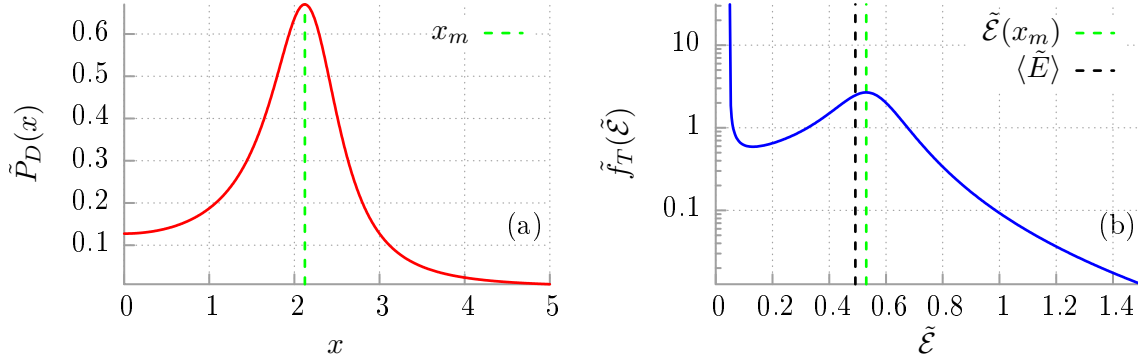 0.6
0.5
0.4
0.3
0.2
0.1
P̃_D(x)
x_m
(a)
0 1 2 3 4 5
x
10
1
0.1
f̃_T(Ɛ̃)
Ɛ̃(x_m)
⟨Ẽ⟩
(b)
0 0.2 0.4 0.6 0.8 1 1.2 1.4
Ɛ̃